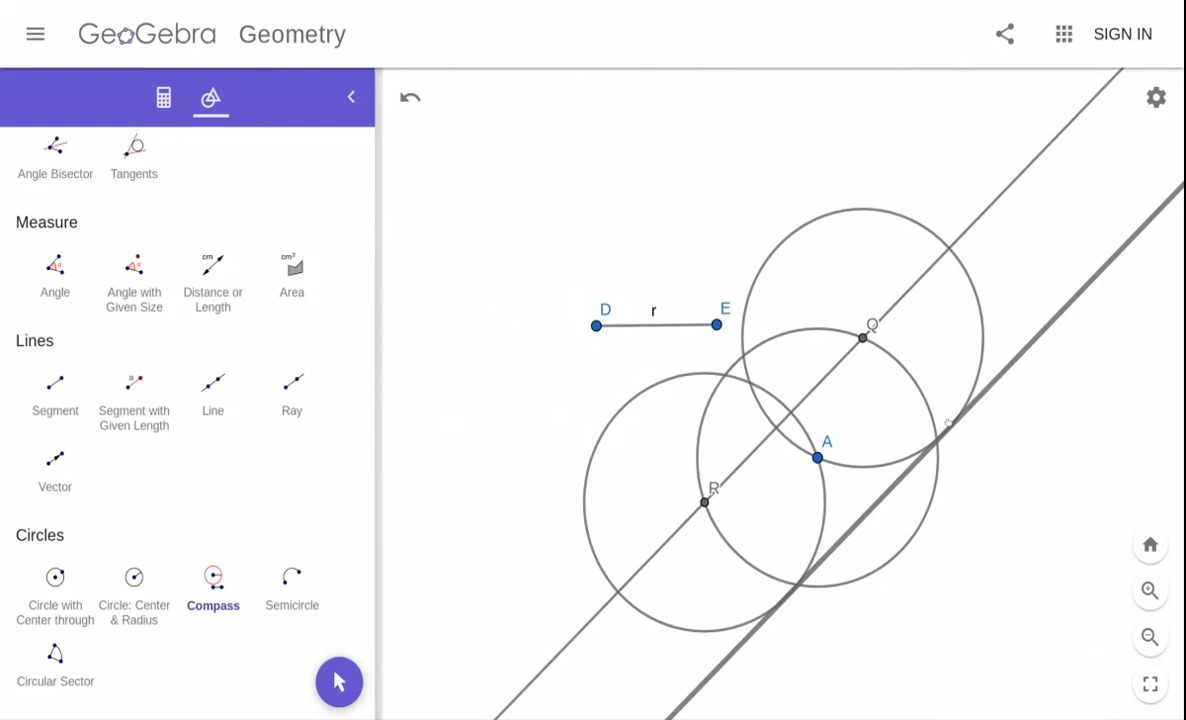 GeoGebra Geometry
SIGN IN
Angle Bisector
Tangents
Measure
cm
cm²
Angle
Angle with
Given Size
Distance or
Length
Area
Lines
a
Segment
Segment with
Given Length
Line
Ray
Vector
Circles
Circle with
Center through
Circle: Center
& Radius
Compass
Semicircle
Circular Sector
D
r
E
Q
A
R